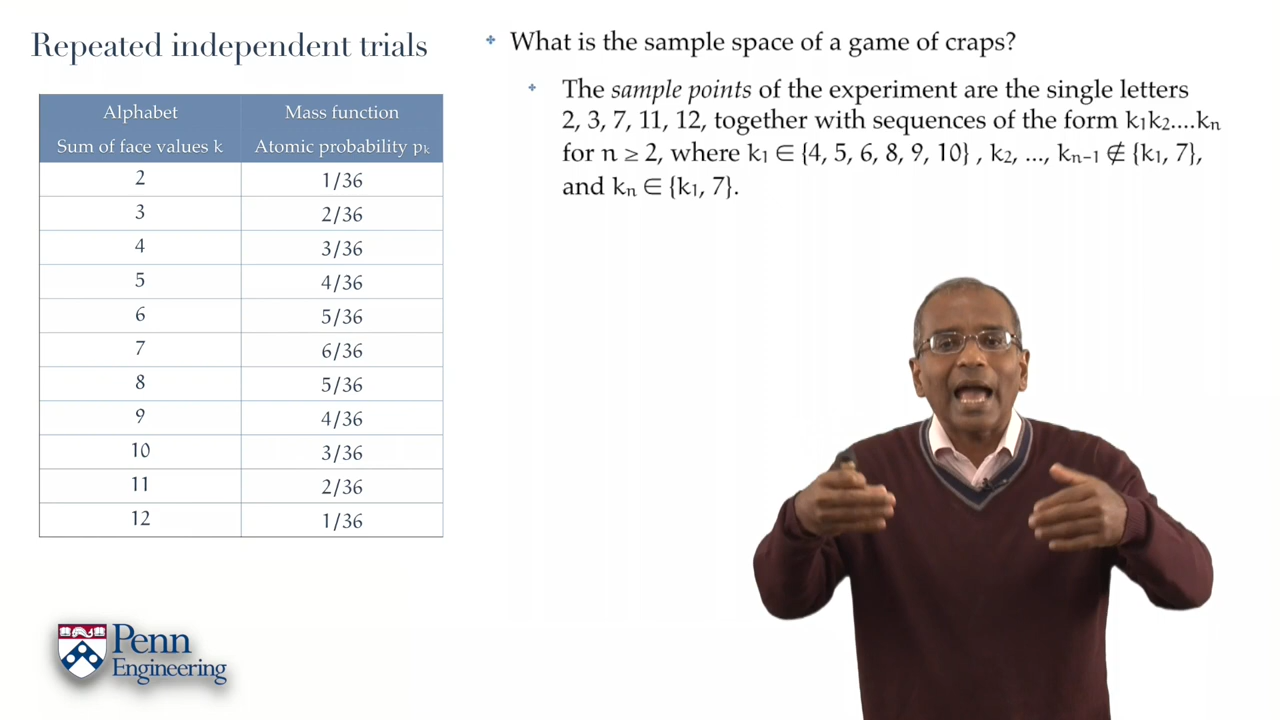 Repeated independent trials
Alphabet Mass function
Sum of face values k Atomic probability pₖ
2 1/36
3 2/36
4 3/36
5 4/36
6 5/36
7 6/36
8 5/36
9 4/36
10 3/36
11 2/36
12 1/36
What is the sample space of a game of craps?
The sample points of the experiment are the single letters
2, 3, 7, 11, 12, together with sequences of the form k₁k₂....kₙ
for n ≥ 2, where k₁ ∈ {4, 5, 6, 8, 9, 10} , k₂, ..., kₙ₋₁ ∉ {k₁, 7},
and kₙ ∈ {k₁, 7}.
Penn
Engineering